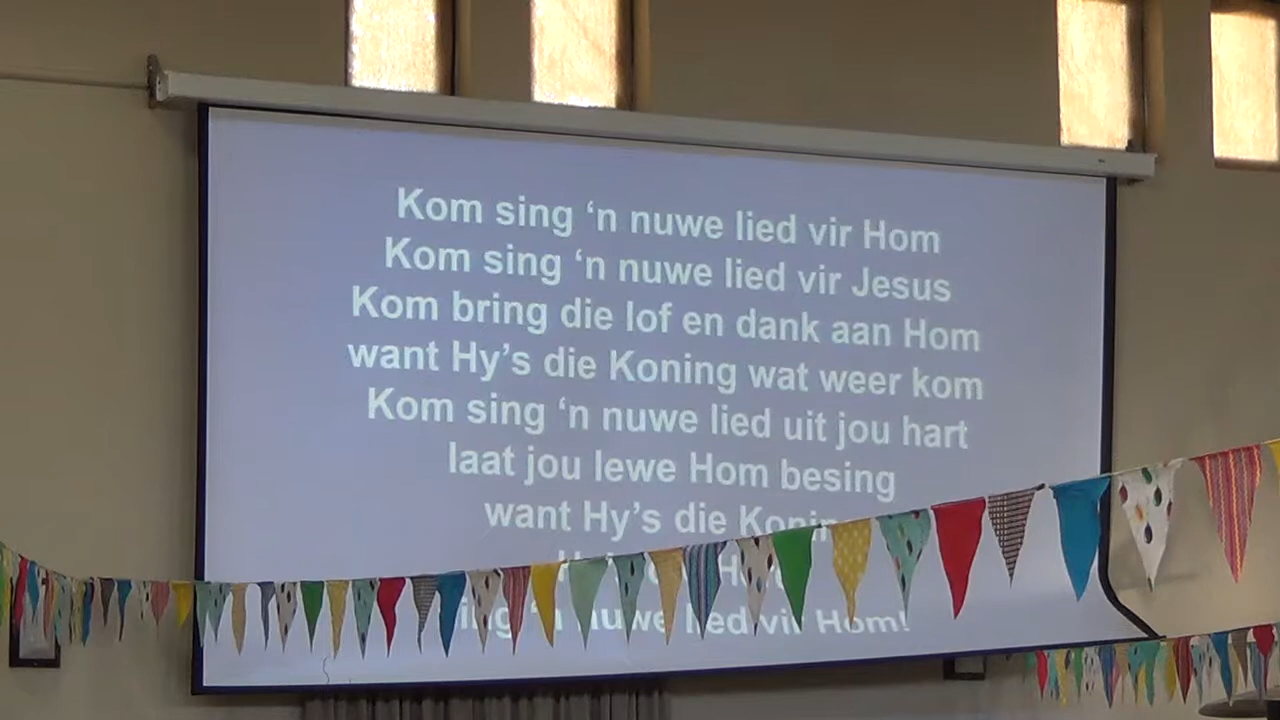 Kom sing ‘n nuwe lied vir Hom
Kom sing ‘n nuwe lied vir Jesus
Kom bring die lof en dank aan Hom
want Hy’s die Koning wat weer kom
Kom sing ‘n nuwe lied uit jou hart
laat jou lewe Hom besing
want Hy’s die Koning
sing ‘n nuwe lied vir Hom!